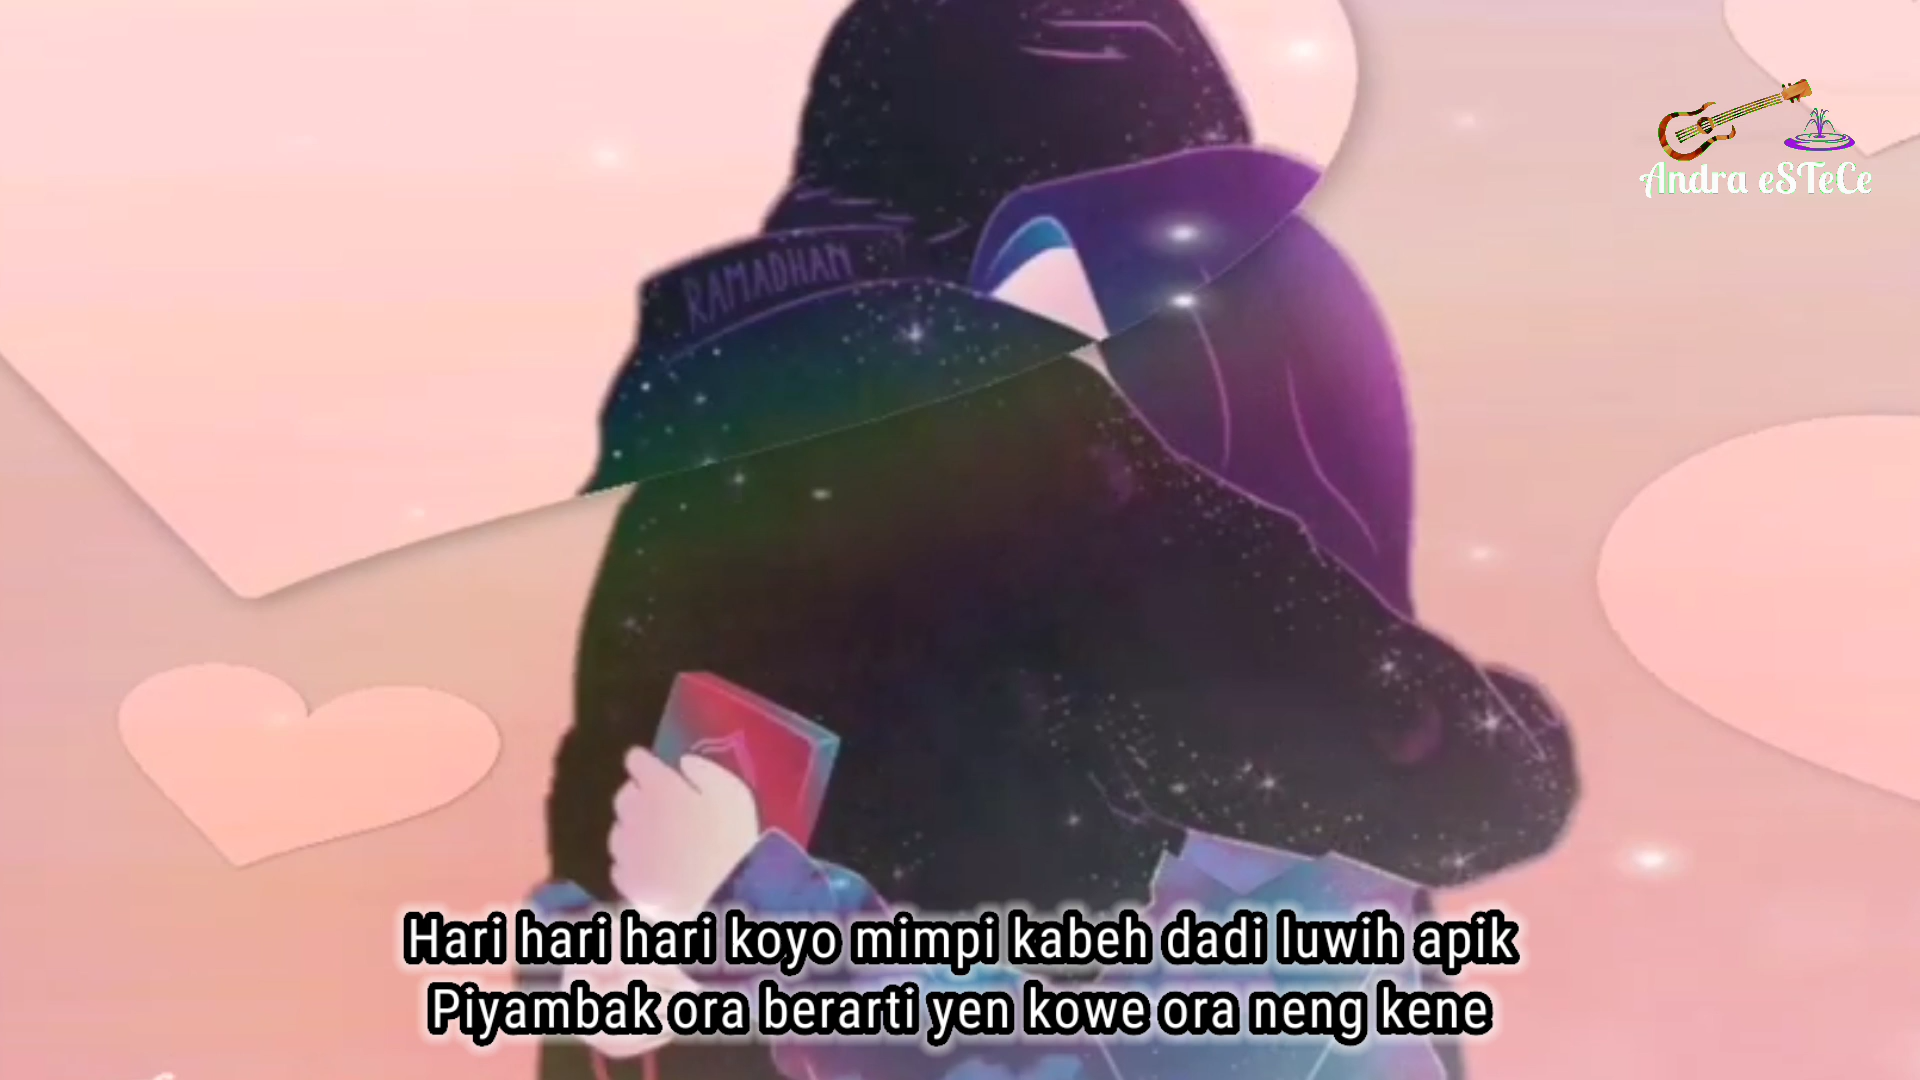 Andra eSTeCe
RAMADHAN
Hari hari hari koyo mimpi kabeh dadi luwih apik
Piyambak ora berarti yen kowe ora neng kene